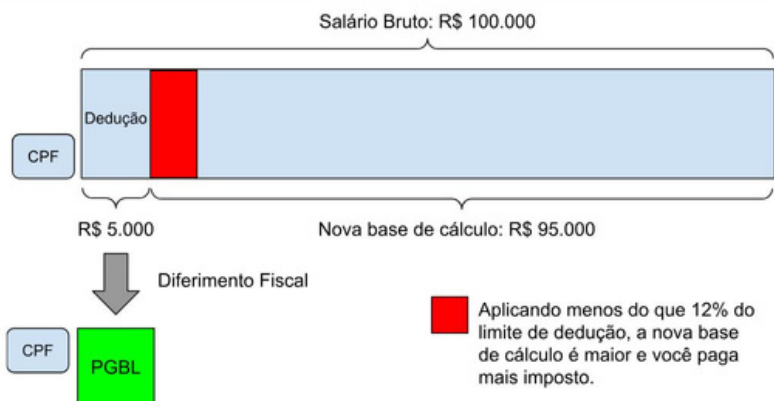 Salário Bruto: R$ 100.000
Dedução
CPF
R$ 5.000
Nova base de cálculo: R$ 95.000
Diferimento Fiscal
CPF
PGBL
Aplicando menos do que 12% do
limite de dedução, a nova base
de cálculo é maior e você paga
mais imposto.